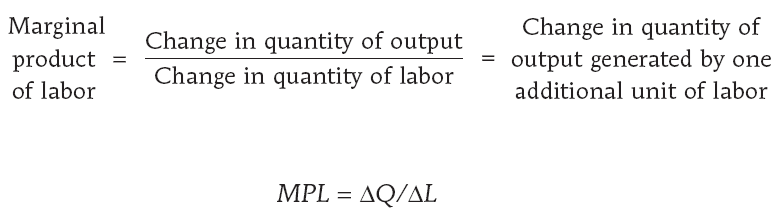 Marginal product of labor = Change in quantity of output / Change in quantity of labor = Change in quantity of output generated by one additional unit of labor
MPL = ΔQ/ΔL